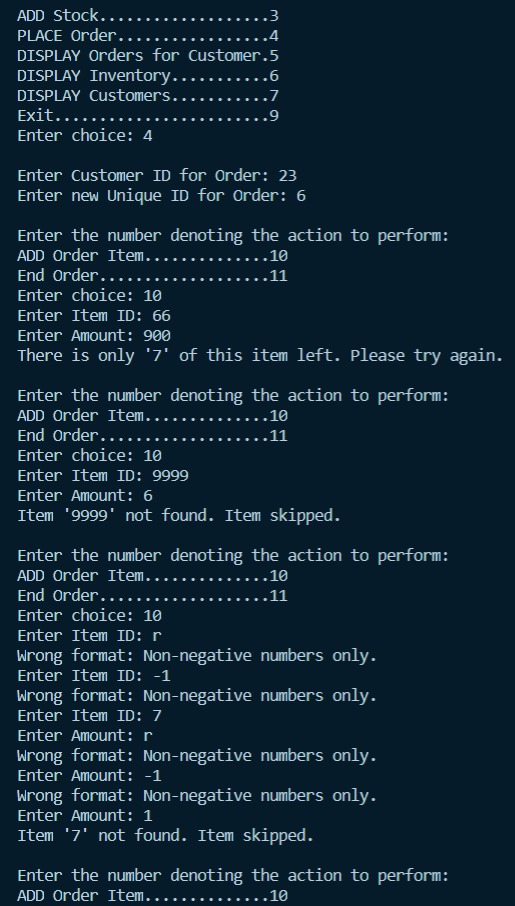 ADD Stock...................3
PLACE Order.................4
DISPLAY Orders for Customer.5
DISPLAY Inventory...........6
DISPLAY Customers...........7
Exit........................9
Enter choice: 4

Enter Customer ID for Order: 23
Enter new Unique ID for Order: 6

Enter the number denoting the action to perform:
ADD Order Item..............10
End Order...................11
Enter choice: 10
Enter Item ID: 66
Enter Amount: 900
There is only '7' of this item left. Please try again.

Enter the number denoting the action to perform:
ADD Order Item..............10
End Order...................11
Enter choice: 10
Enter Item ID: 9999
Enter Amount: 6
Item '9999' not found. Item skipped.

Enter the number denoting the action to perform:
ADD Order Item..............10
End Order...................11
Enter choice: 10
Enter Item ID: r
Wrong format: Non-negative numbers only.
Enter Item ID: -1
Wrong format: Non-negative numbers only.
Enter Item ID: 7
Enter Amount: r
Wrong format: Non-negative numbers only.
Enter Amount: -1
Wrong format: Non-negative numbers only.
Enter Amount: 1
Item '7' not found. Item skipped.

Enter the number denoting the action to perform:
ADD Order Item..............10